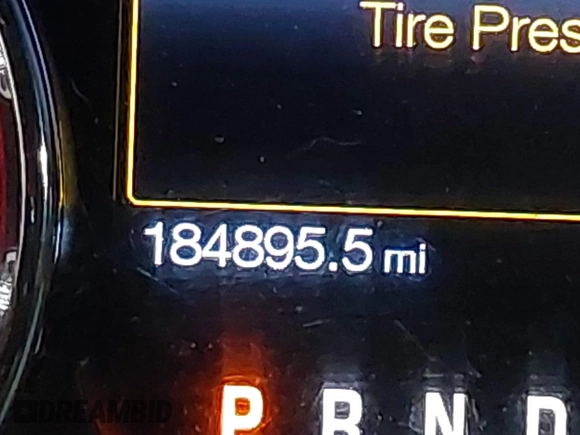 Tire Pres
184895.5 mi
P R N D
DREAMBID